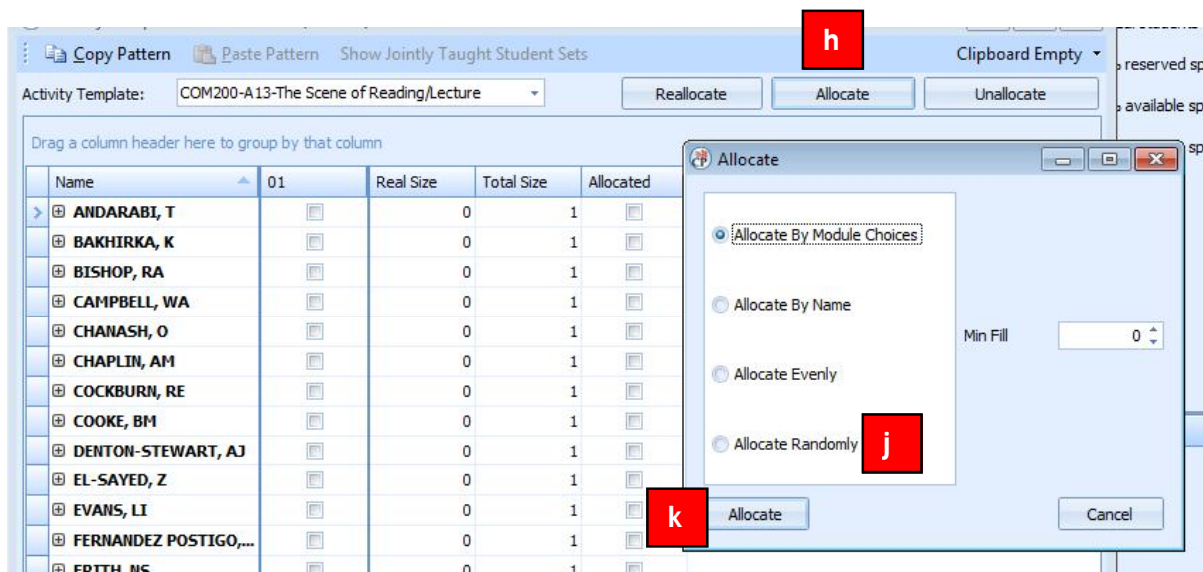 h
Copy Pattern Paste Pattern Show Jointly Taught Student Sets Clipboard Empty
reserved sp
Activity Template: COM200-A13-The Scene of Reading/Lecture Reallocate Allocate Unallocate
available sp
Drag a column header here to group by that column
sp
Name 01 Real Size Total Size Allocated
ANDARABI, T 0 1
BAKHIRKA, K 0 1
BISHOP, RA 0 1
CAMPBELL, WA 0 1
CHANASH, O 0 1
CHAPLIN, AM 0 1
COCKBURN, RE 0 1
COOKE, BM 0 1
DENTON-STEWART, AJ 0 1
EL-SAYED, Z 0 1
EVANS, LI 0 1
FERNANDEZ POSTIGO,... 0 1
0 1
Allocate
Allocate By Module Choices
Allocate By Name
Min Fill 0
Allocate Evenly
Allocate Randomly j
k Allocate Cancel